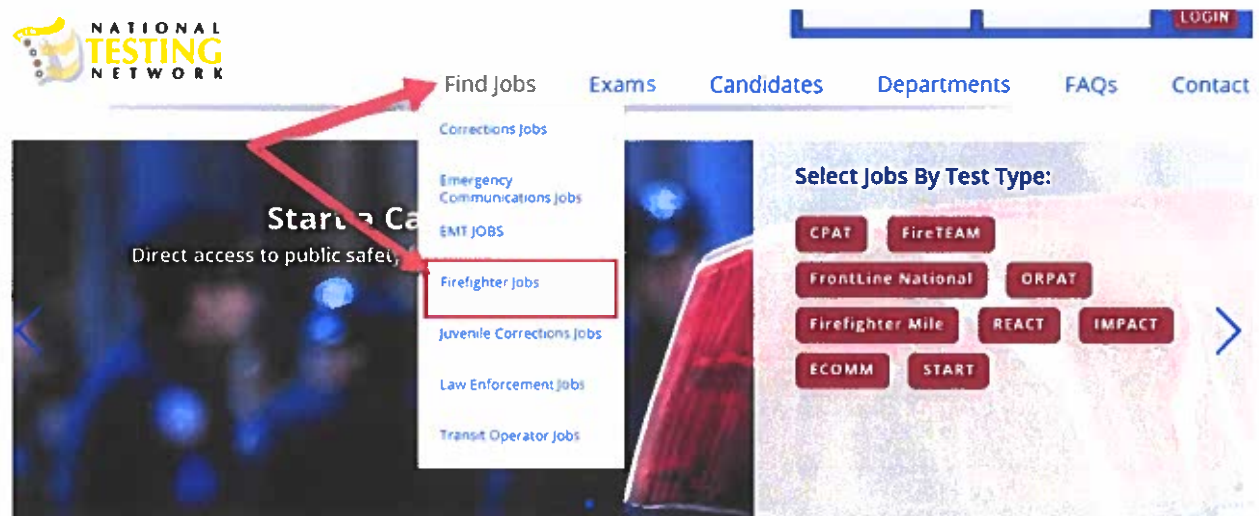 NATIONAL
TESTING
NETWORK
LOGIN
Find Jobs Exams Candidates Departments FAQs Contact
Corrections Jobs
Emergency
Communications Jobs
EMT JOBS
Firefighter Jobs
Juvenile Corrections Jobs
Law Enforcement Jobs
Transit Operator Jobs
Start a Ca
Direct access to public safety
Select Jobs By Test Type:
CPAT FireTEAM
FrontLine National ORPAT
Firefighter Mile REACT IMPACT
ECOMM START